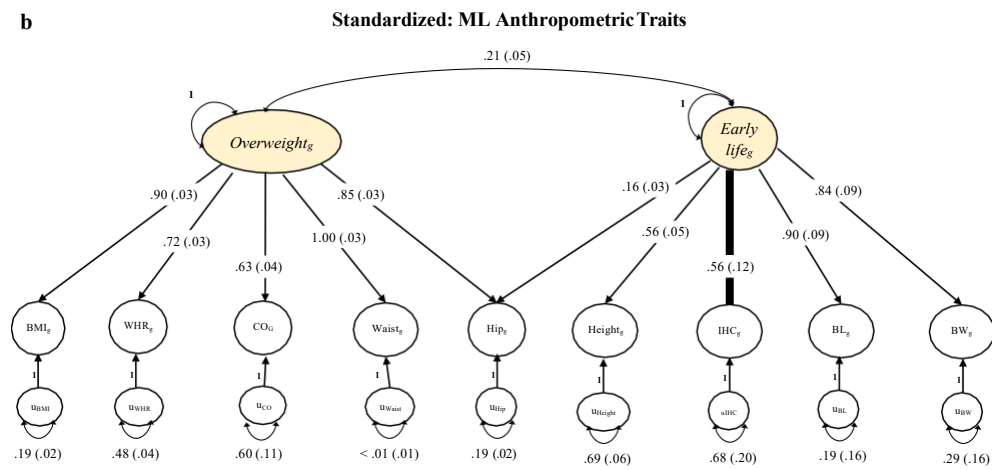 b
Standardized: ML Anthropometric Traits
.21 (.05)
1
1
Overweightg
Early
lifeg
.90 (.03)
.72 (.03)
.63 (.04)
1.00 (.03)
.85 (.03)
.16 (.03)
.56 (.05)
.56 (.12)
.90 (.09)
.84 (.09)
BMIg
WHRg
COG
Waistg
Hipg
Heightg
IHCg
BLg
BWg
1
1
1
1
1
1
1
1
1
uBMI
uWHR
uCO
uWaist
uHip
uHeight
uIHC
uBL
uBW
.19 (.02)
.48 (.04)
.60 (.11)
< .01 (.01)
.19 (.02)
.69 (.06)
.68 (.20)
.19 (.16)
.29 (.16)